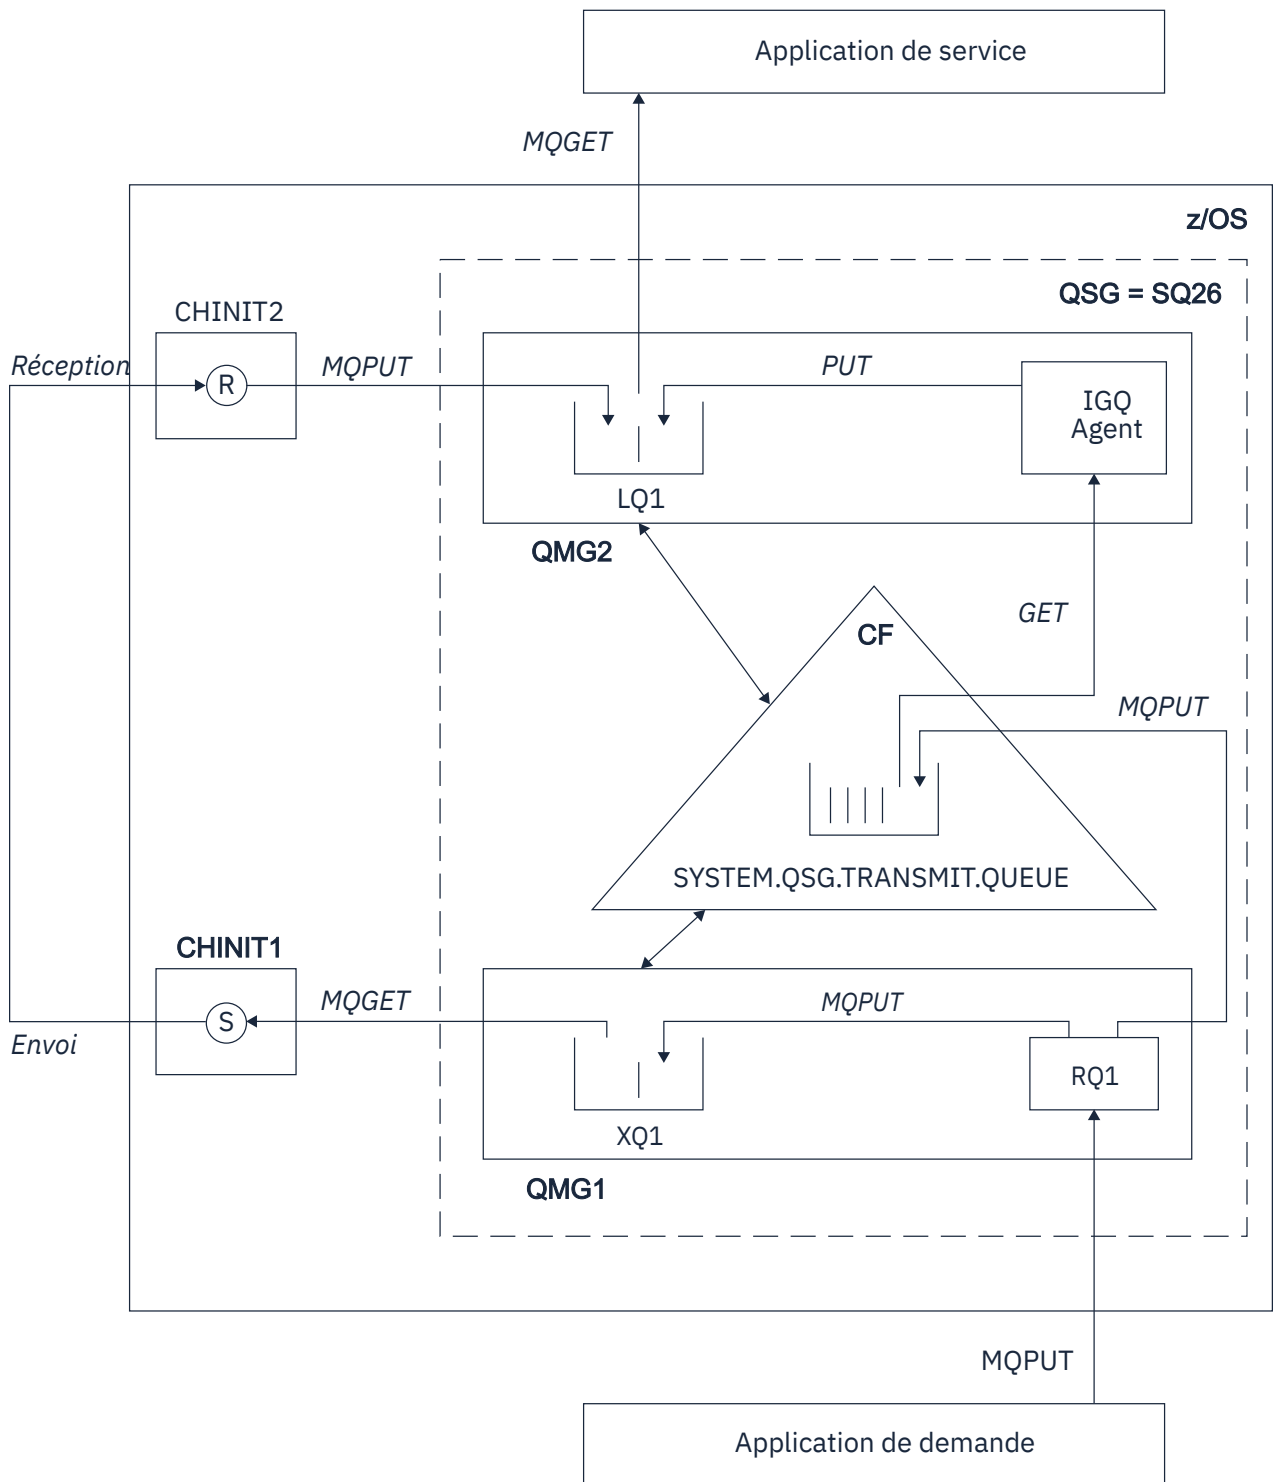 Application de service
MQGET
z/OS
QSG = SQ26
CHINIT2
Réception
MQPUT
PUT
R
IGQ
Agent
LQ1
QMG2
GET
CF
MQPUT
SYSTEM.QSG.TRANSMIT.QUEUE
CHINIT1
MQGET
MQPUT
S
Envoi
RQ1
XQ1
QMG1
MQPUT
Application de demande